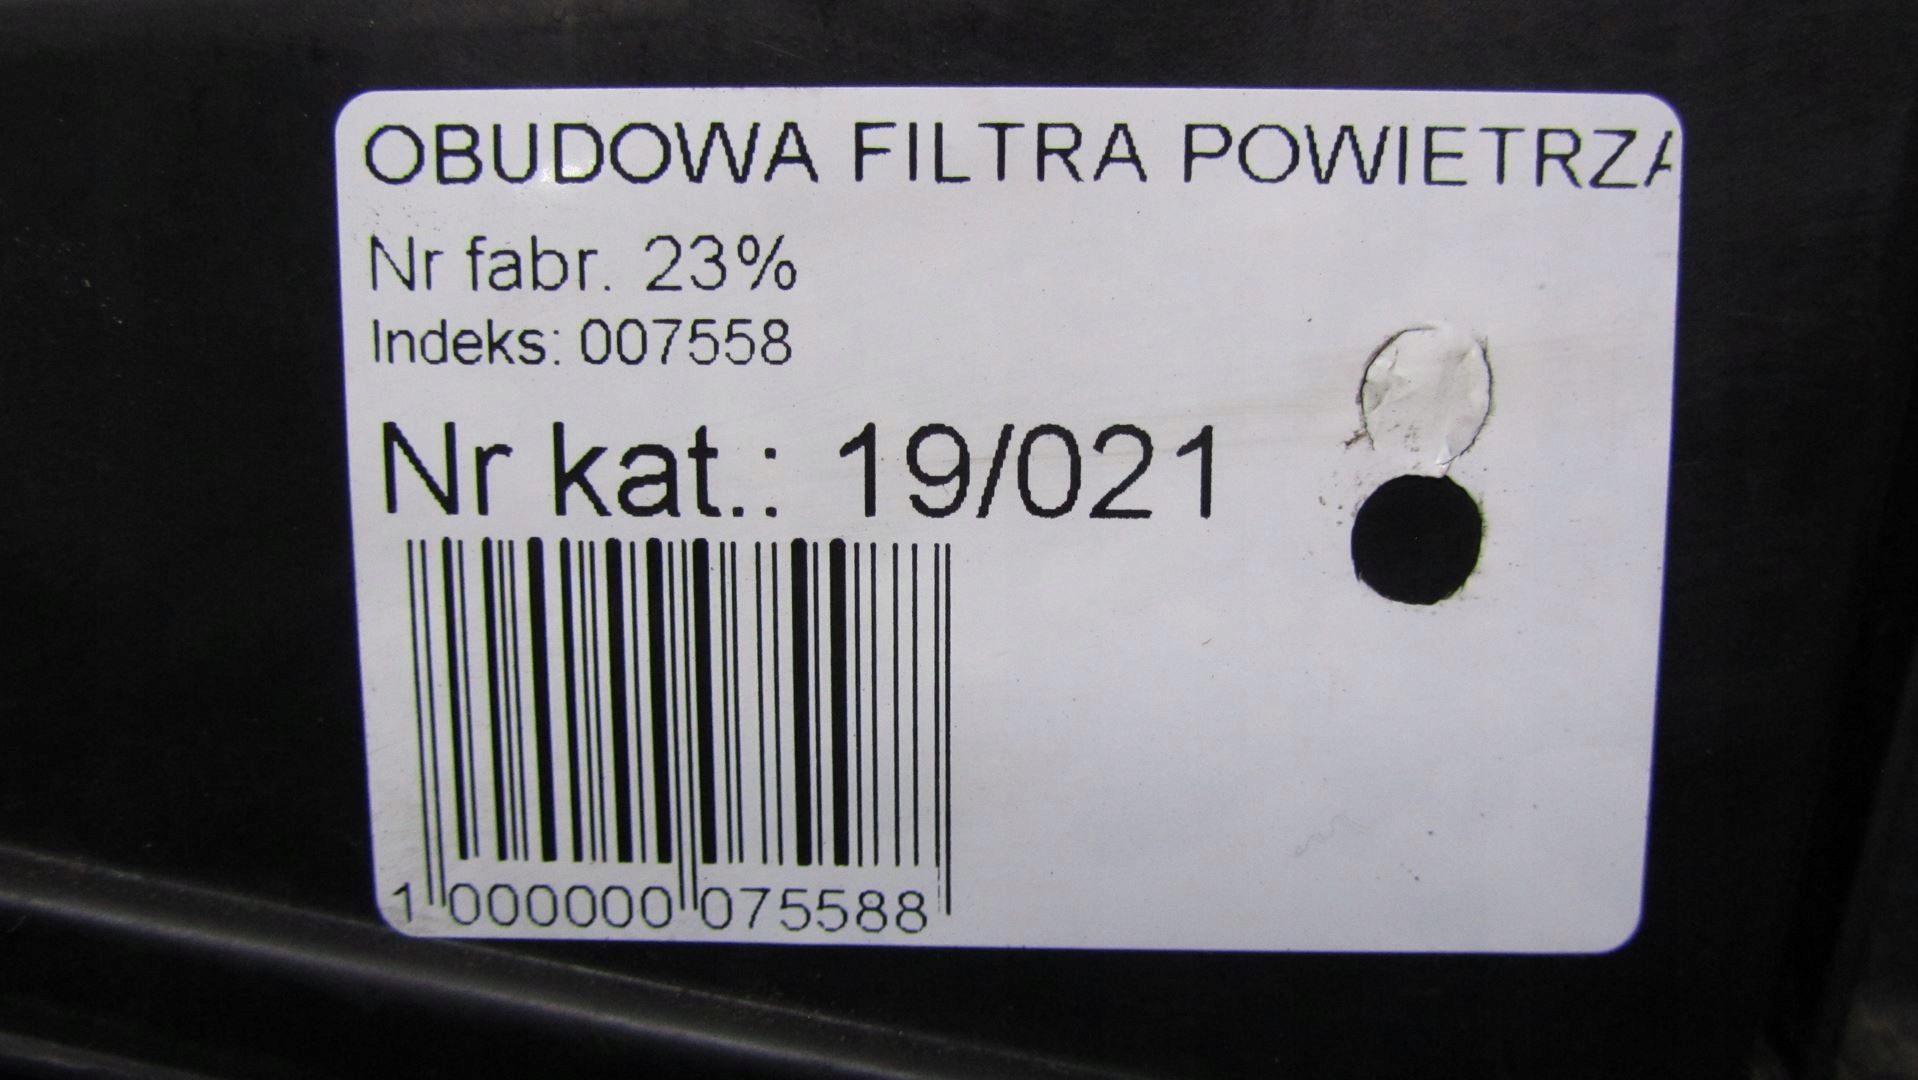 OBUDOWA FILTRA POWIETRZA
Nr fabr. 23%
Indeks: 007558
Nr kat.: 19/021
1 000000 075588